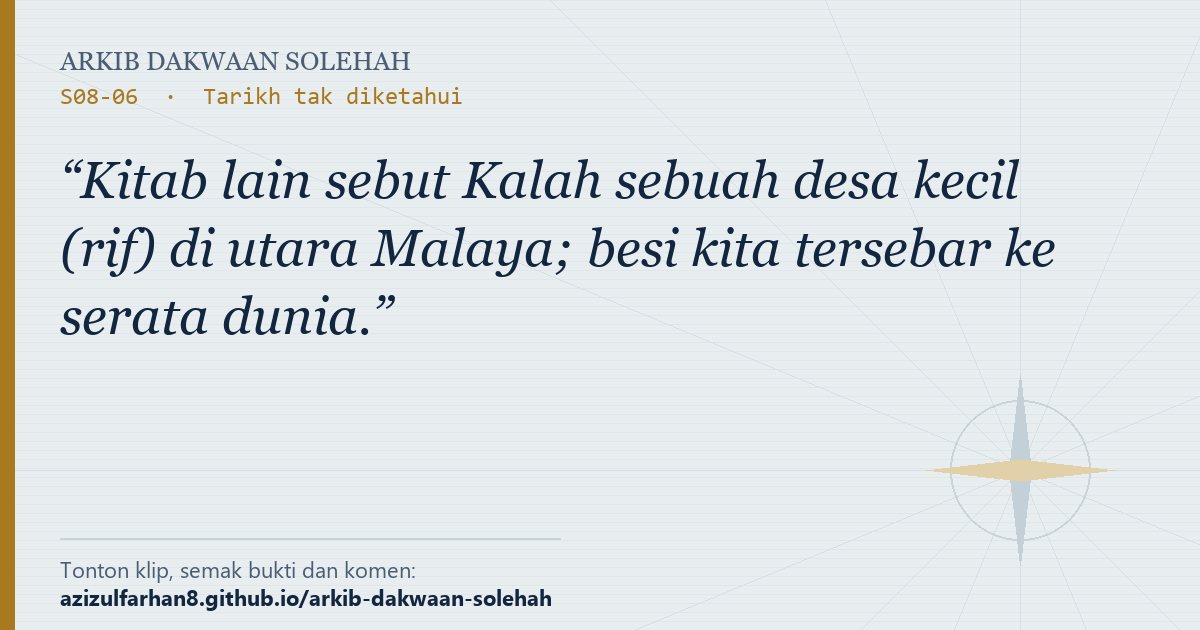 ARKIB DAKWAAN SOLEHAH
S08-06 · Tarikh tak diketahui
“Kitab lain sebut Kalah sebuah desa kecil
(rif) di utara Malaya; besi kita tersebar ke
serata dunia.”
Tonton klip, semak bukti dan komen:
azizulfarhan8.github.io/arkib-dakwaan-solehah